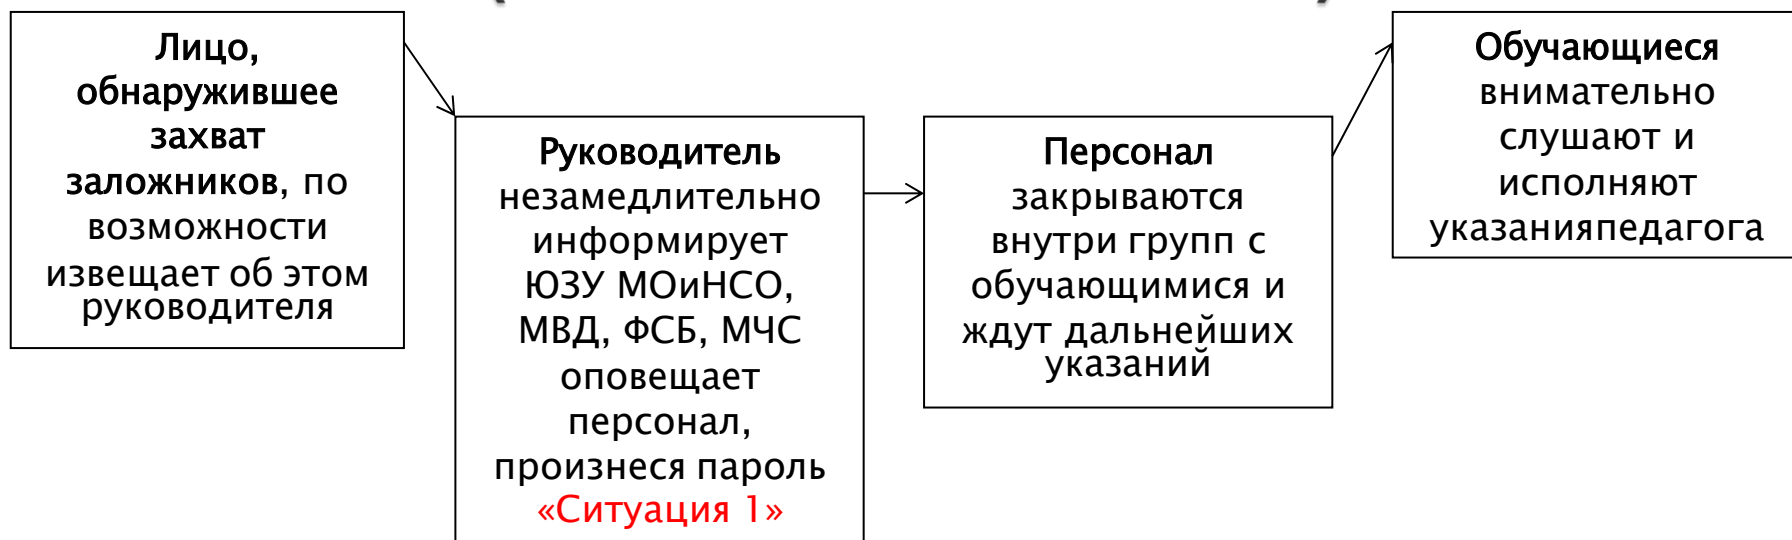 Лицо,
обнаружившее
захват
заложников, по
возможности
извещает об этом
руководителя
Руководитель
незамедлительно
информирует
ЮЗУ МОиНСО,
МВД, ФСБ, МЧС
оповещает
персонал,
произнеся пароль
«Ситуация 1»
Персонал
закрываются
внутри групп с
обучающимися и
ждут дальнейших
указаний
Обучающиеся
внимательно
слушают и
исполняют
указанияпедагога